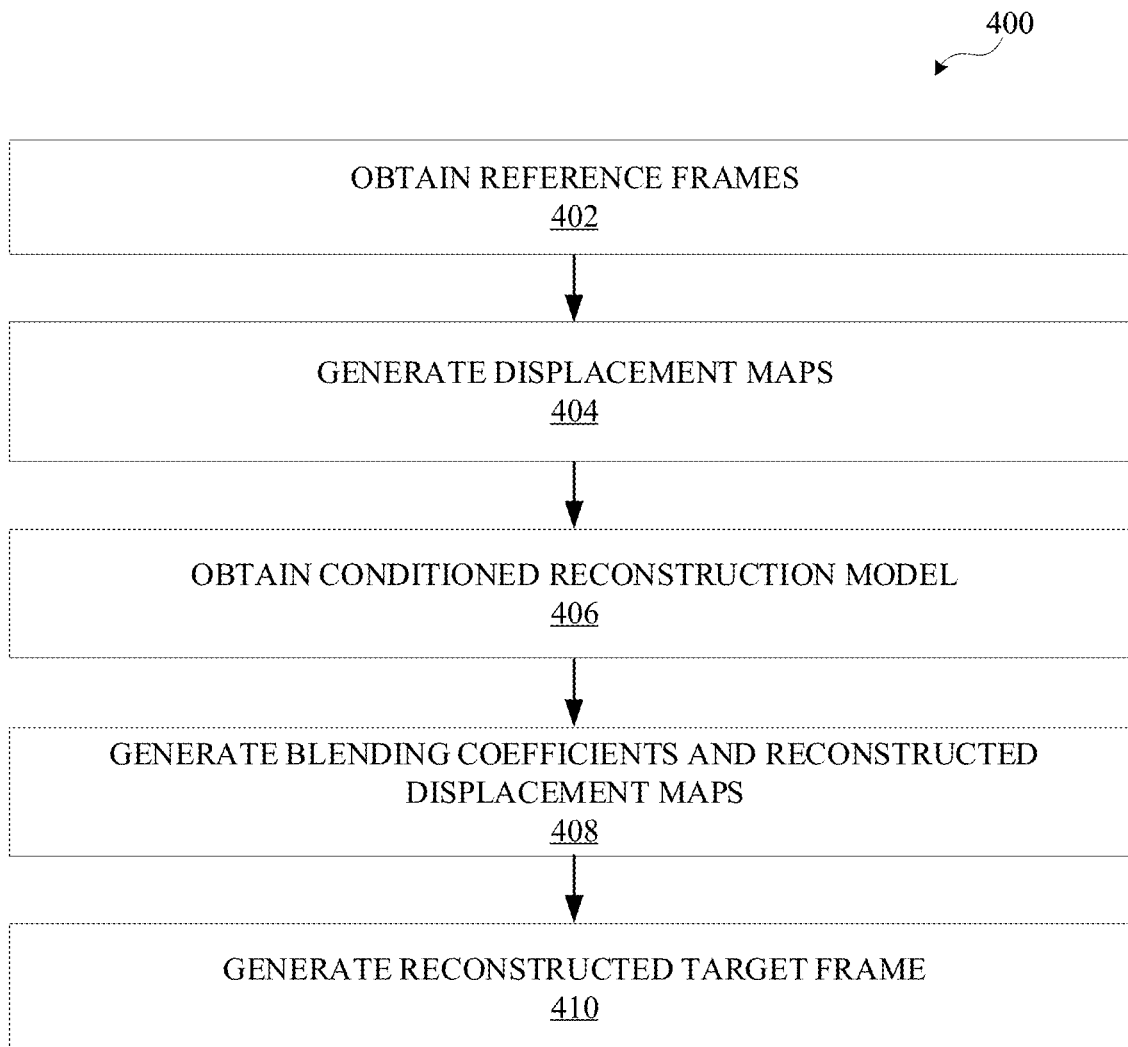 400
OBTAIN REFERENCE FRAMES
402
GENERATE DISPLACEMENT MAPS
404
OBTAIN CONDITIONED RECONSTRUCTION MODEL
406
GENERATE BLENDING COEFFICIENTS AND RECONSTRUCTED
DISPLACEMENT MAPS
408
GENERATE RECONSTRUCTED TARGET FRAME
410